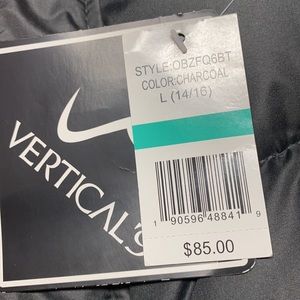 STYLE:OBZFQ6BT
COLOR:CHARCOAL
L (14/16)
1 90596 48841 9
$85.00
VERTICAL'S